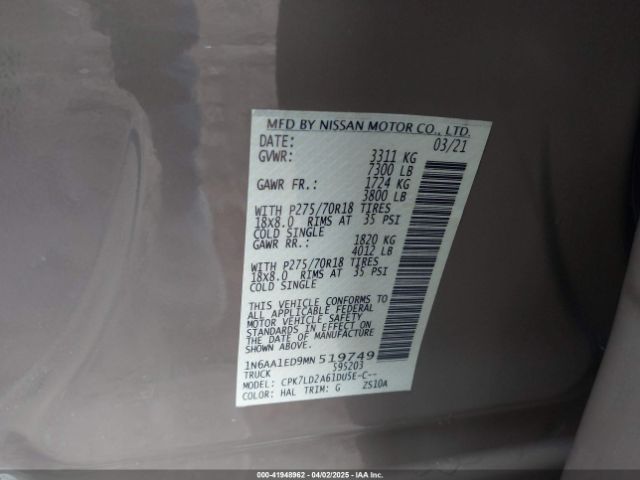 MFD BY NISSAN MOTOR CO., LTD.
DATE: 03/21
GVWR: 3311 KG
7300 LB
GAWR FR.: 1724 KG
3800 LB
WITH P275/70R18 TIRES
18X8.0 RIMS AT 35 PSI
COLD SINGLE
GAWR RR.: 1820 KG
4012 LB
WITH P275/70R18 TIRES
18X8.0 RIMS AT 35 PSI
COLD SINGLE
THIS VEHICLE CONFORMS TO
ALL APPLICABLE FEDERAL
MOTOR VEHICLE SAFETY
STANDARDS IN EFFECT ON
THE DATE OF MANUFACTURE
1N6AA1ED9MN519749
TRUCK 595203
MODEL: CPK7LD2A61DUSE-C--
COLOR: HAL TRIM: G 2S10A
000-41948962 - 04/02/2025 - IAA Inc.